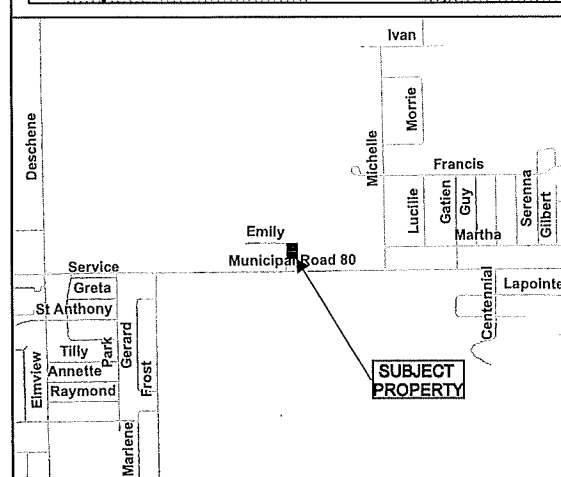 Ivan
Deschene
Morrie
Michelle
Francis
Lucille
Gatien
Guy
Serenna
Gilbert
Martha
Emily
Municipal Road 80
Service
Greta
St Anthony
Centennial
Lapointe
Tilly
Park
Gerard
Annette
Frost
Elmview
Raymond
SUBJECT
PROPERTY
Marlene